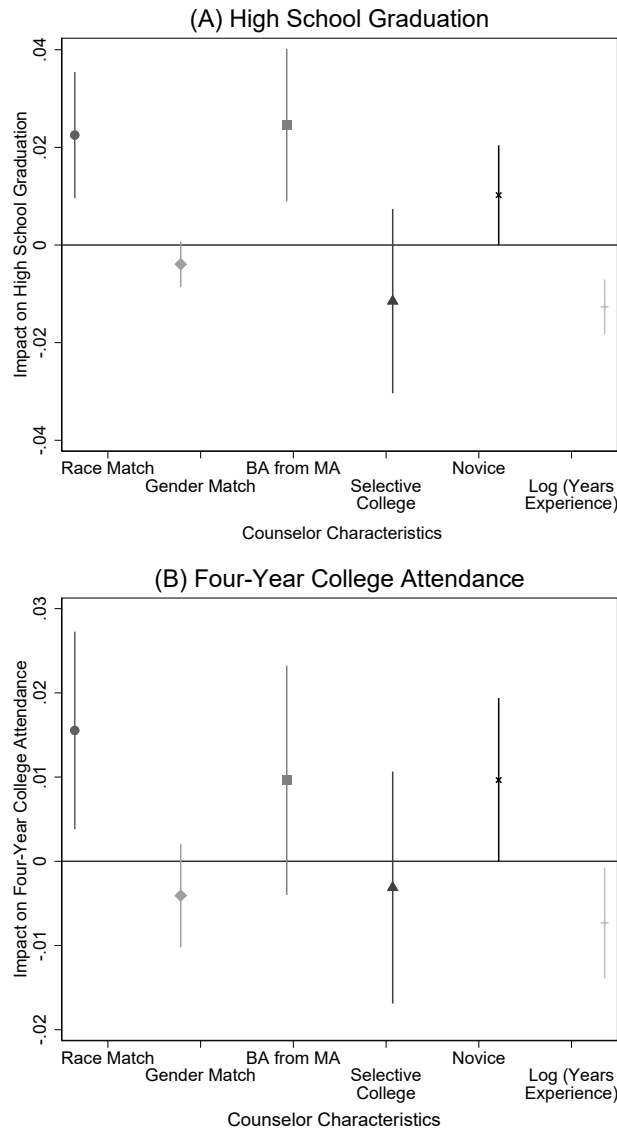 (A) High School Graduation
Impact on High School Graduation
.04
.02
0
-.02
-.04
Race Match
Gender Match
BA from MA
Selective
College
Novice
Log (Years
Experience)
Counselor Characteristics
(B) Four-Year College Attendance
Impact on Four-Year College Attendance
.03
.02
.01
0
-.01
-.02
Race Match
Gender Match
BA from MA
Selective
College
Novice
Log (Years
Experience)
Counselor Characteristics